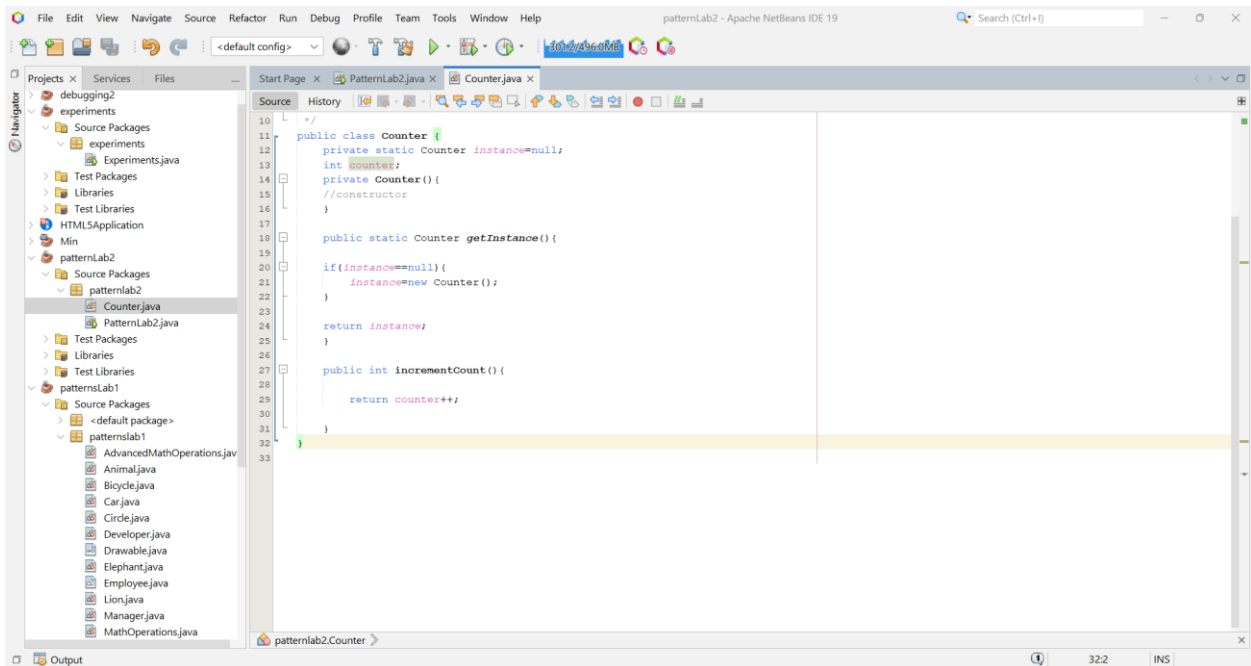 File Edit View Navigate Source Refactor Run Debug Profile Team Tools Window Help
patternLab2 - Apache NetBeans IDE 19
Search (Ctrl+I)
<default config>
301.2/496.0MB
Projects Services Files
Navigator
debugging2
experiments
Source Packages
experiments
Experiments.java
Test Packages
Libraries
Test Libraries
HTML5Application
Min
patternLab2
Source Packages
patternlab2
Counter.java
PatternLab2.java
Test Packages
Libraries
Test Libraries
patternsLab1
Source Packages
<default package>
patternslab1
AdvancedMathOperations.jav
Animal.java
Bicycle.java
Car.java
Circle.java
Developer.java
Drawable.java
Elephant.java
Employee.java
Lion.java
Manager.java
MathOperations.java
Start Page PatternLab2.java Counter.java
Source History
10 */
11 public class Counter {
12 private static Counter instance=null;
13 int counter;
14 private Counter(){
15 //constructor
16 }
17
18 public static Counter getInstance(){
19
20 if(instance==null){
21 instance=new Counter();
22 }
23
24 return instance;
25 }
26
27 public int incrementCount(){
28
29 return counter++;
30
31 }
32 }
33
patternlab2.Counter
Output
1
32:2
INS